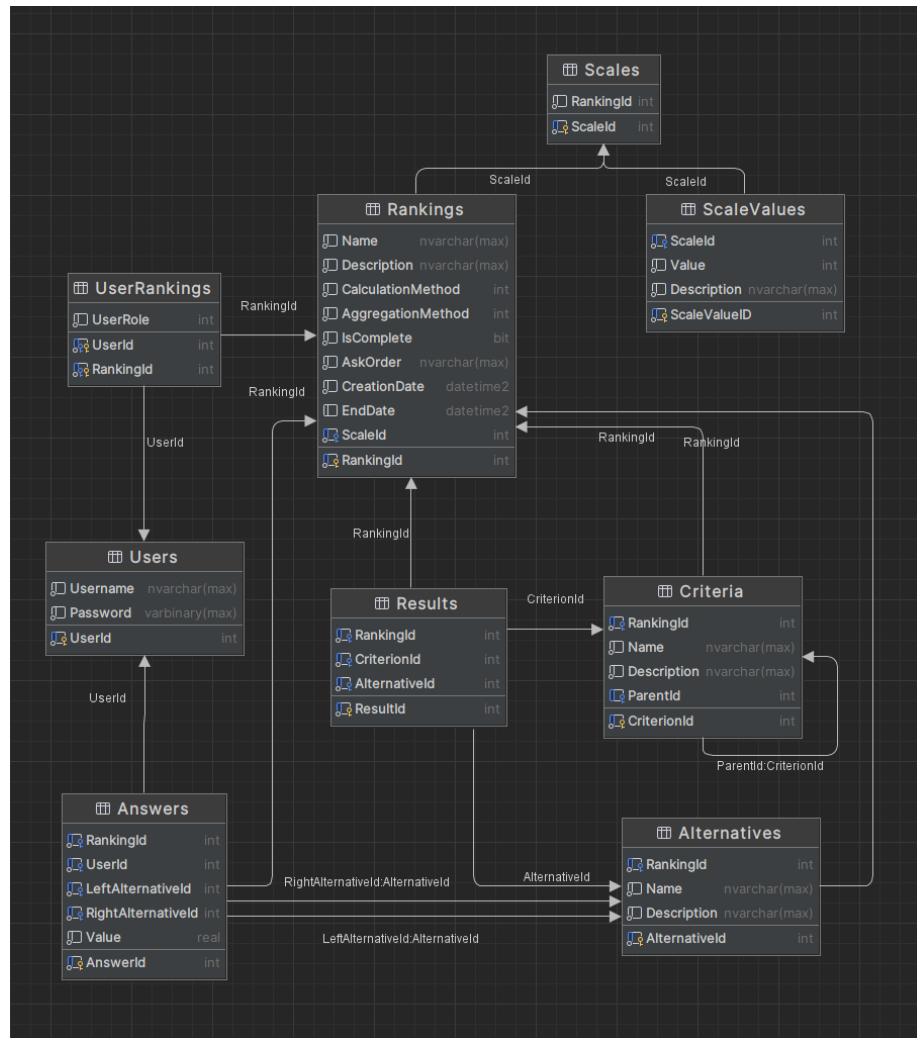 Scales
RankingId int
ScaleId int
ScaleId
ScaleId
Rankings
Name nvarchar(max)
Description nvarchar(max)
CalculationMethod int
AggregationMethod int
IsComplete bit
AskOrder nvarchar(max)
CreationDate datetime2
EndDate datetime2
ScaleId int
RankingId int
ScaleValues
ScaleId int
Value int
Description nvarchar(max)
ScaleValueID int
UserRankings
UserRole int
UserId int
RankingId int
RankingId
RankingId
UserId
RankingId
RankingId
RankingId
Users
Username nvarchar(max)
Password varbinary(max)
UserId int
UserId
Results
RankingId int
CriterionId int
AlternativeId int
ResultId int
CriterionId
Criteria
RankingId int
Name nvarchar(max)
Description nvarchar(max)
ParentId int
CriterionId int
ParentId:CriterionId
Answers
RankingId int
UserId int
LeftAlternativeId int
RightAlternativeId int
Value real
AnswerId int
RightAlternativeId:AlternativeId
AlternativeId
LeftAlternativeId:AlternativeId
Alternatives
RankingId int
Name nvarchar(max)
Description nvarchar(max)
AlternativeId int